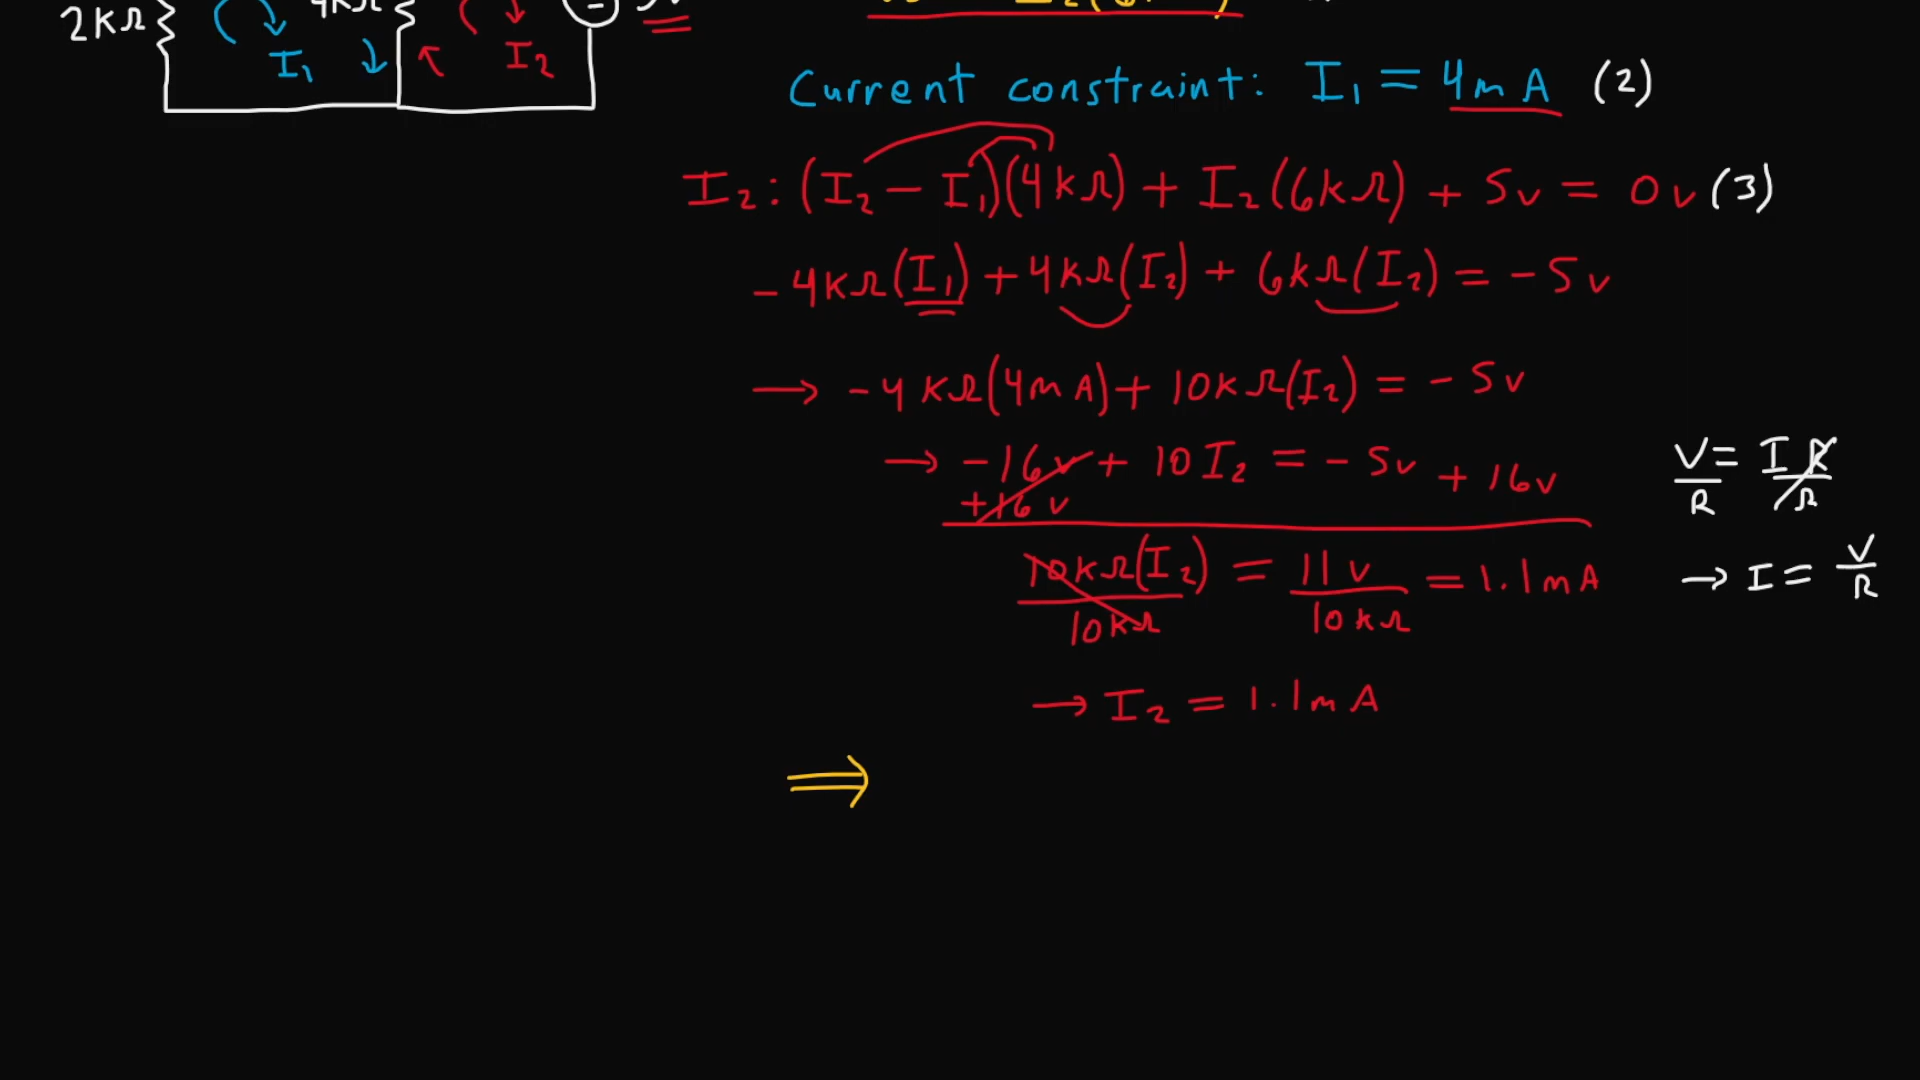 2kΩ
I₁
I₂
Current constraint: I₁ = 4mA (2)
I₂: (I₂ - I₁)(4kΩ) + I₂(6kΩ) + 5v = 0v (3)
-4kΩ(I₁) + 4kΩ(I₂) + 6kΩ(I₂) = -5v
→ -4kΩ(4mA) + 10kΩ(I₂) = -5v
→ -16v + 10I₂ = -5v + 16v
+16v
10kΩ(I₂) = 11v = 1.1mA
10kΩ 10kΩ
→ I₂ = 1.1mA
⇒
V = IR
R
→ I = V
R